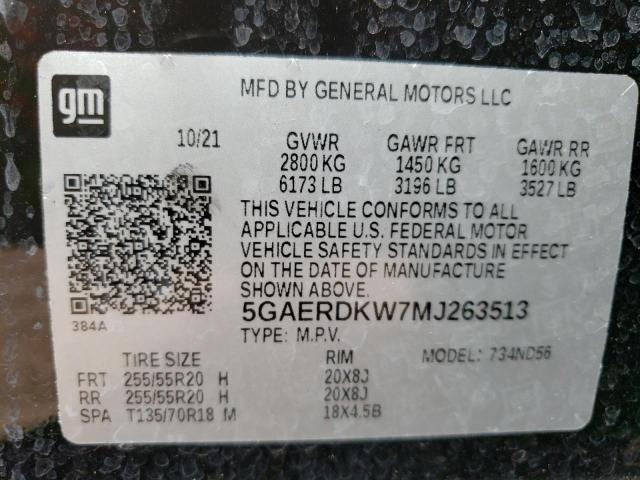 gm
MFD BY GENERAL MOTORS LLC
10/21 GVWR GAWR FRT GAWR RR
2800 KG 1450 KG 1600 KG
6173 LB 3196 LB 3527 LB
THIS VEHICLE CONFORMS TO ALL
APPLICABLE U.S. FEDERAL MOTOR
VEHICLE SAFETY STANDARDS IN EFFECT
ON THE DATE OF MANUFACTURE
SHOWN ABOVE.
384A
5GAERDKW7MJ263513
TYPE: M.P.V. MODEL: 734ND56
TIRE SIZE RIM
FRT 255/55R20 H 20X8J
RR 255/55R20 H 20X8J
SPA T135/70R18 M 18X4.5B